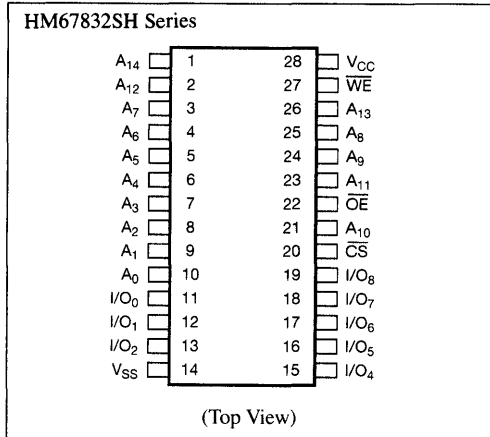 HM67832SH Series
A14 1 28 VCC
A12 2 27 W̅E̅
A7 3 26 A13
A6 4 25 A8
A5 5 24 A9
A4 6 23 A11
A3 7 22 O̅E̅
A2 8 21 A10
A1 9 20 C̅S̅
A0 10 19 I/O8
I/O0 11 18 I/O7
I/O1 12 17 I/O6
I/O2 13 16 I/O5
VSS 14 15 I/O4
(Top View)